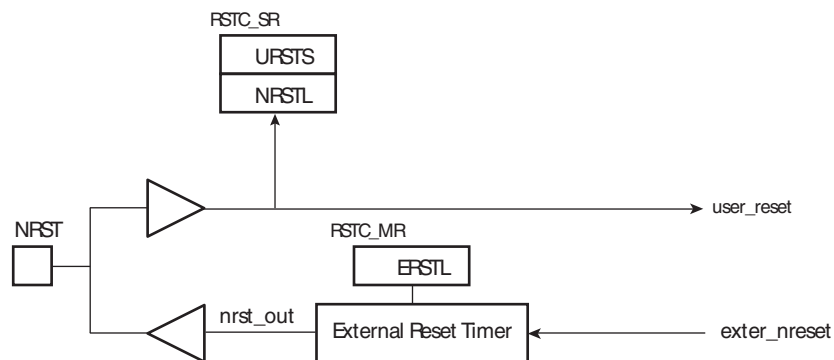 RSTC_SR
URSTS
NRSTL
user_reset
NRST
RSTC_MR
ERSTL
nrst_out
External Reset Timer
exter_nreset